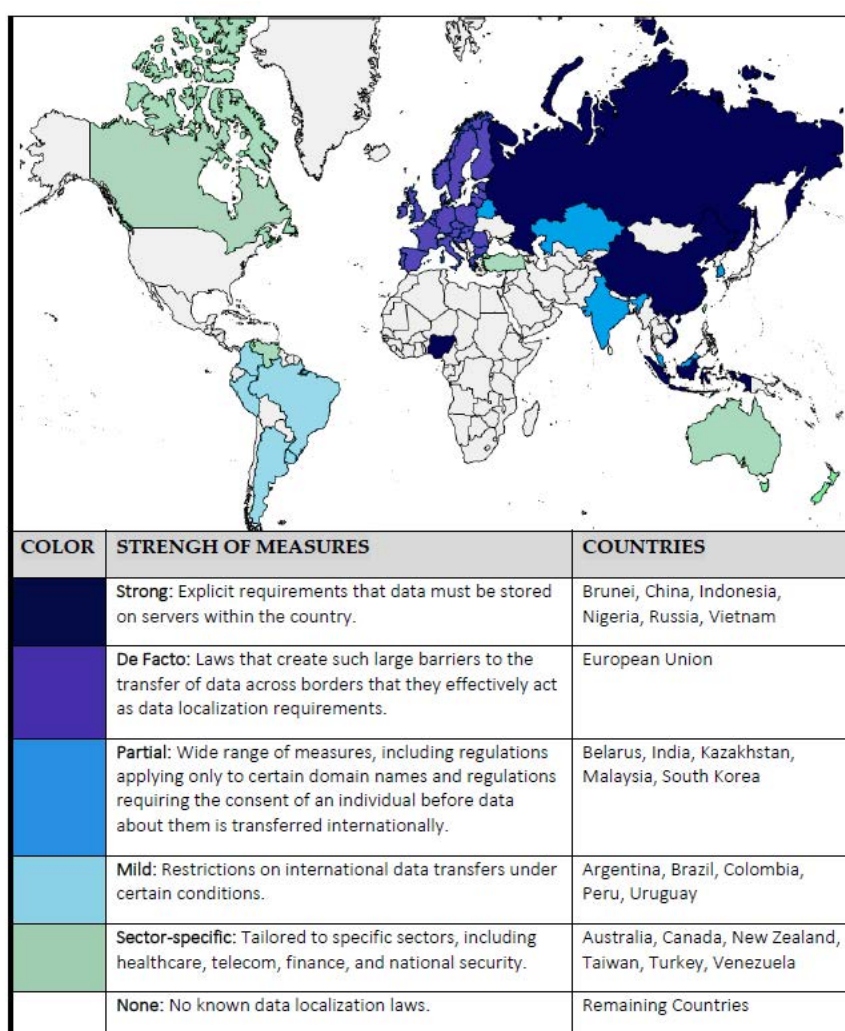 COLOR STRENGH OF MEASURES COUNTRIES
Strong: Explicit requirements that data must be stored
on servers within the country.
Brunei, China, Indonesia,
Nigeria, Russia, Vietnam
De Facto: Laws that create such large barriers to the
transfer of data across borders that they effectively act
as data localization requirements.
European Union
Partial: Wide range of measures, including regulations
applying only to certain domain names and regulations
requiring the consent of an individual before data
about them is transferred internationally.
Belarus, India, Kazakhstan,
Malaysia, South Korea
Mild: Restrictions on international data transfers under
certain conditions.
Argentina, Brazil, Colombia,
Peru, Uruguay
Sector-specific: Tailored to specific sectors, including
healthcare, telecom, finance, and national security.
Australia, Canada, New Zealand,
Taiwan, Turkey, Venezuela
None: No known data localization laws.
Remaining Countries